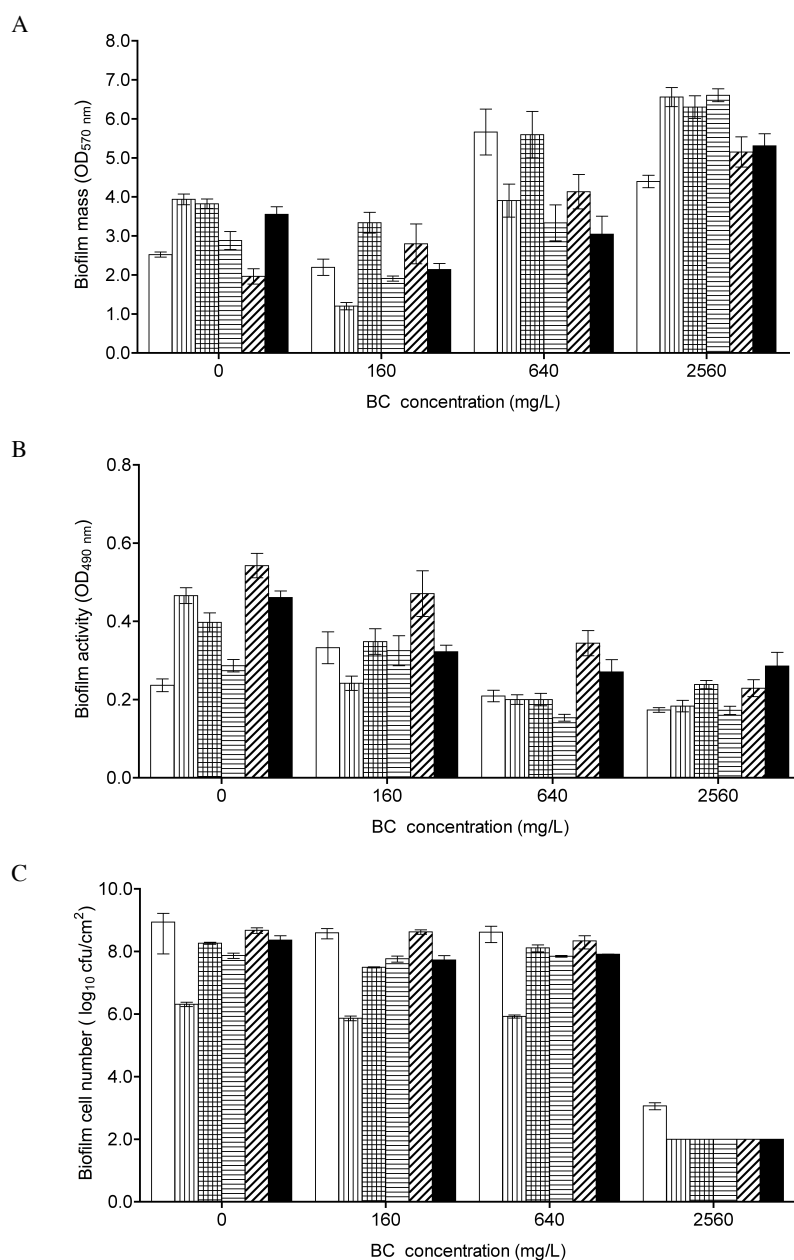 A
8.0
7.0
6.0
5.0
4.0
3.0
2.0
1.0
0.0
Biofilm mass (OD570 nm)
0 160 640 2560
BC concentration (mg/L)
B
0.8
0.6
0.4
0.2
0.0
Biofilm activity (OD490 nm)
0 160 640 2560
BC concentration (mg/L)
C
10.0
8.0
6.0
4.0
2.0
0.0
Biofilm cell number ( log10 cfu/cm2)
0 160 640 2560
BC concentration (mg/L)